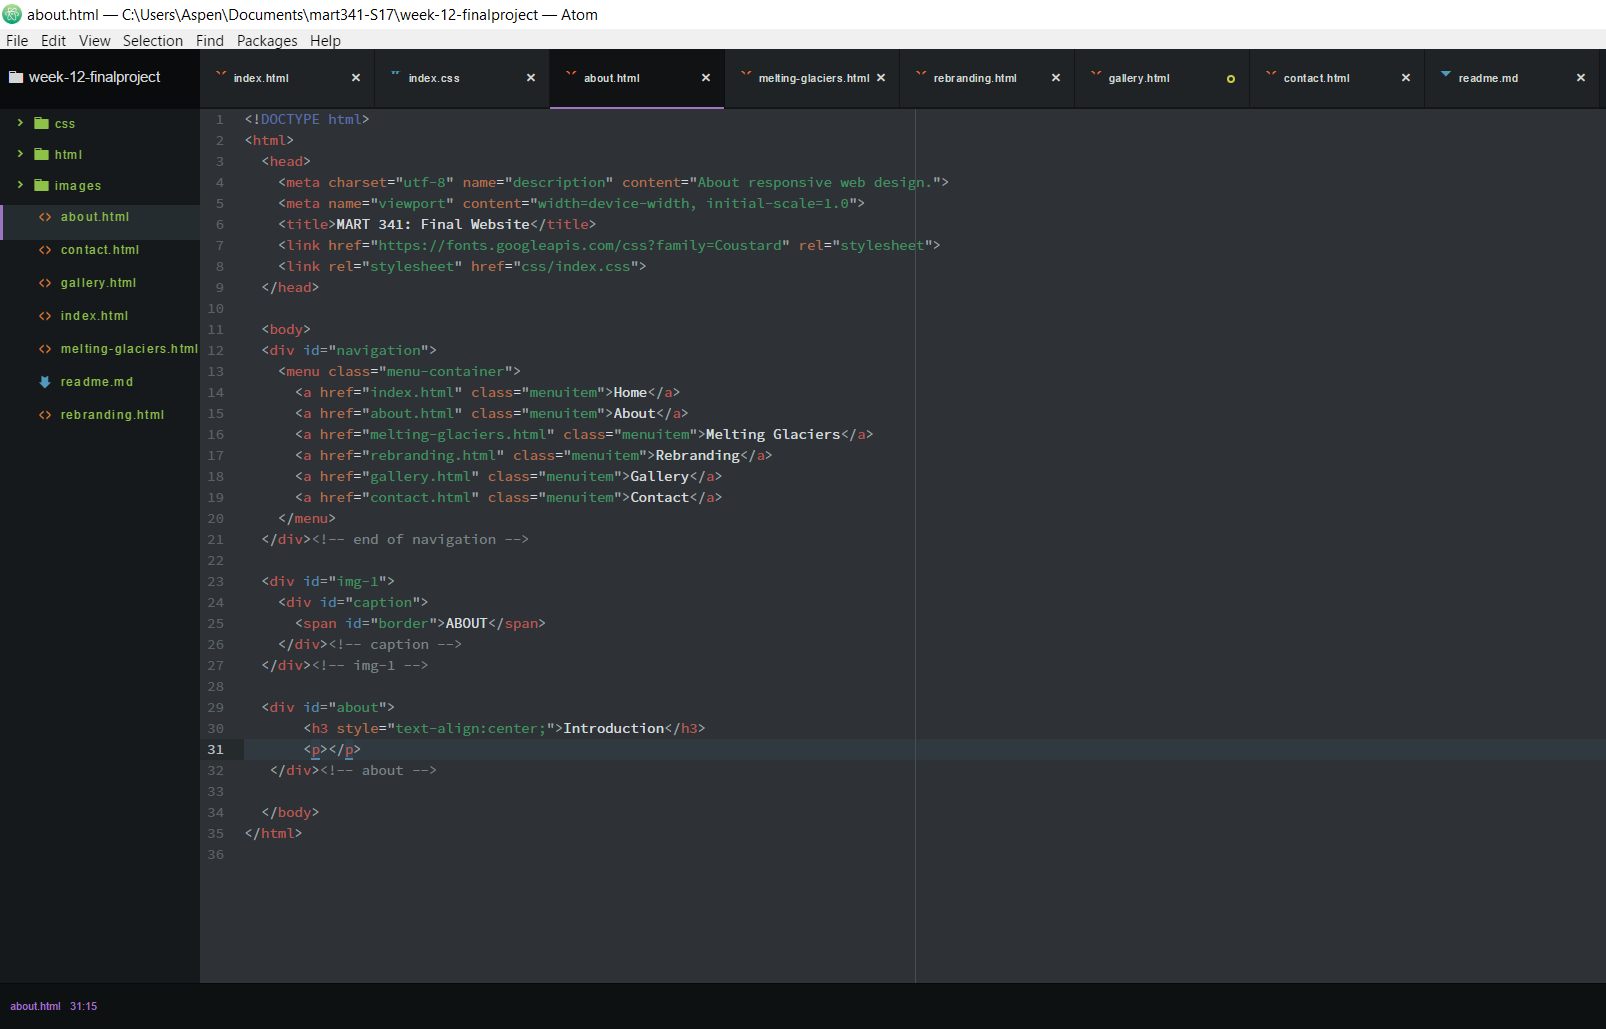 about.html — C:\Users\Aspen\Documents\mart341-S17\week-12-finalproject — Atom
File Edit View Selection Find Packages Help
week-12-finalproject
index.html index.css about.html melting-glaciers.html rebranding.html gallery.html contact.html readme.md
css
html
images
about.html
contact.html
gallery.html
index.html
melting-glaciers.html
readme.md
rebranding.html
1 <!DOCTYPE html>
2 <html>
3 <head>
4 <meta charset="utf-8" name="description" content="About responsive web design.">
5 <meta name="viewport" content="width=device-width, initial-scale=1.0">
6 <title>MART 341: Final Website</title>
7 <link href="https://fonts.googleapis.com/css?family=Coustard" rel="stylesheet">
8 <link rel="stylesheet" href="css/index.css">
9 </head>
10
11 <body>
12 <div id="navigation">
13 <menu class="menu-container">
14 <a href="index.html" class="menuitem">Home</a>
15 <a href="about.html" class="menuitem">About</a>
16 <a href="melting-glaciers.html" class="menuitem">Melting Glaciers</a>
17 <a href="rebranding.html" class="menuitem">Rebranding</a>
18 <a href="gallery.html" class="menuitem">Gallery</a>
19 <a href="contact.html" class="menuitem">Contact</a>
20 </menu>
21 </div><!-- end of navigation -->
22
23 <div id="img-1">
24 <div id="caption">
25 <span id="border">ABOUT</span>
26 </div><!-- caption -->
27 </div><!-- img-1 -->
28
29 <div id="about">
30 <h3 style="text-align:center;">Introduction</h3>
31 <p></p>
32 </div><!-- about -->
33
34 </body>
35 </html>
36
about.html 31:15